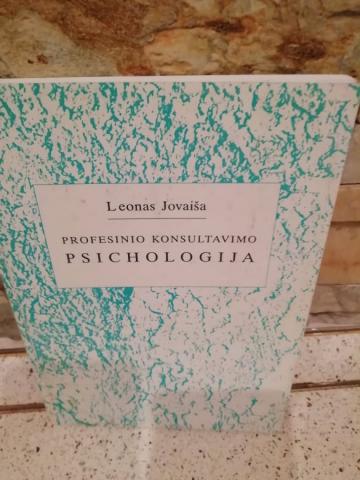 Leonas Jovaiša
PROFESINIO KONSULTAVIMO
PSICHOLOGIJA